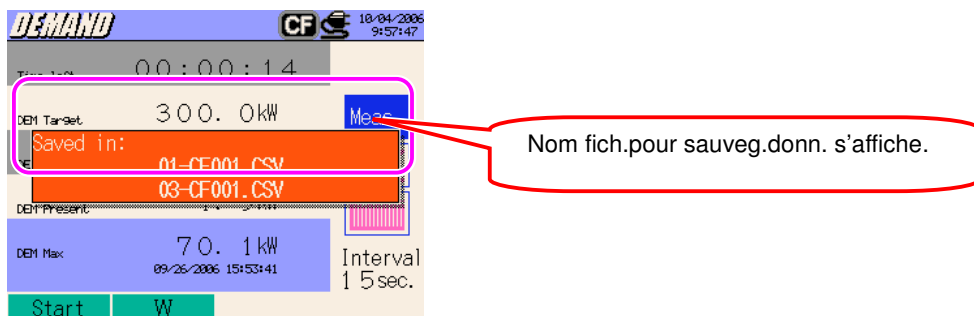 DEMAND CF 10/04/2006
9:57:47
Time left 00:00:14
DEM Target 300.0kW
Meas.
Saved in:
01-CF001.CSV
03-CF001.CSV
DEM Present
DEM Max 70.1kW
09/26/2006 15:53:41
Interval
15sec.
Start W
Nom fich.pour sauveg.donn. s'affiche.